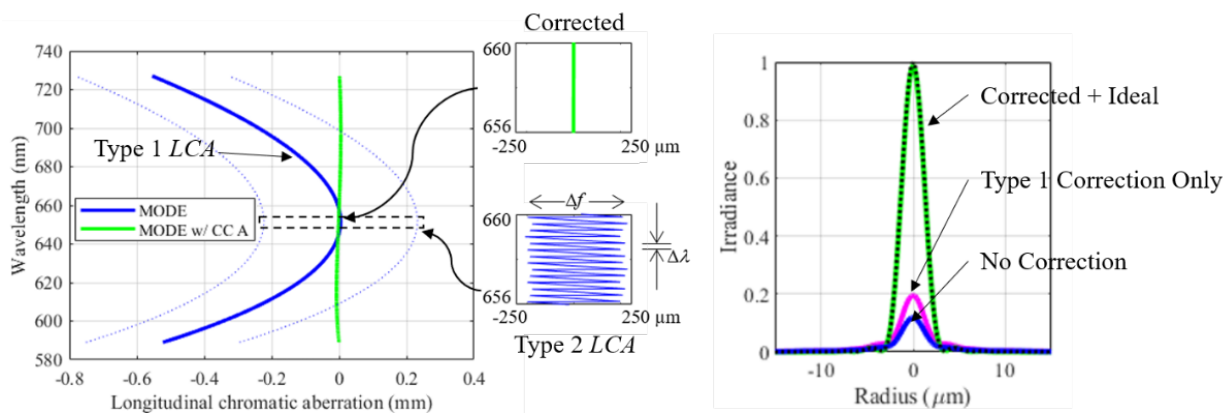 Corrected
740
720
700
680
660
640
620
600
580
Wavelength (nm)
-0.8
-0.6
-0.4
-0.2
0
0.2
0.4
Longitudinal chromatic aberration (mm)
Type 1 LCA
MODE
MODE w/ CC A
660
656
-250
250 μm
660
Δf
Δλ
656
-250
250 μm
Type 2 LCA
1
0.8
0.6
0.4
0.2
0
Irradiance
-10
0
10
Radius (μm)
Corrected + Ideal
Type 1 Correction Only
No Correction